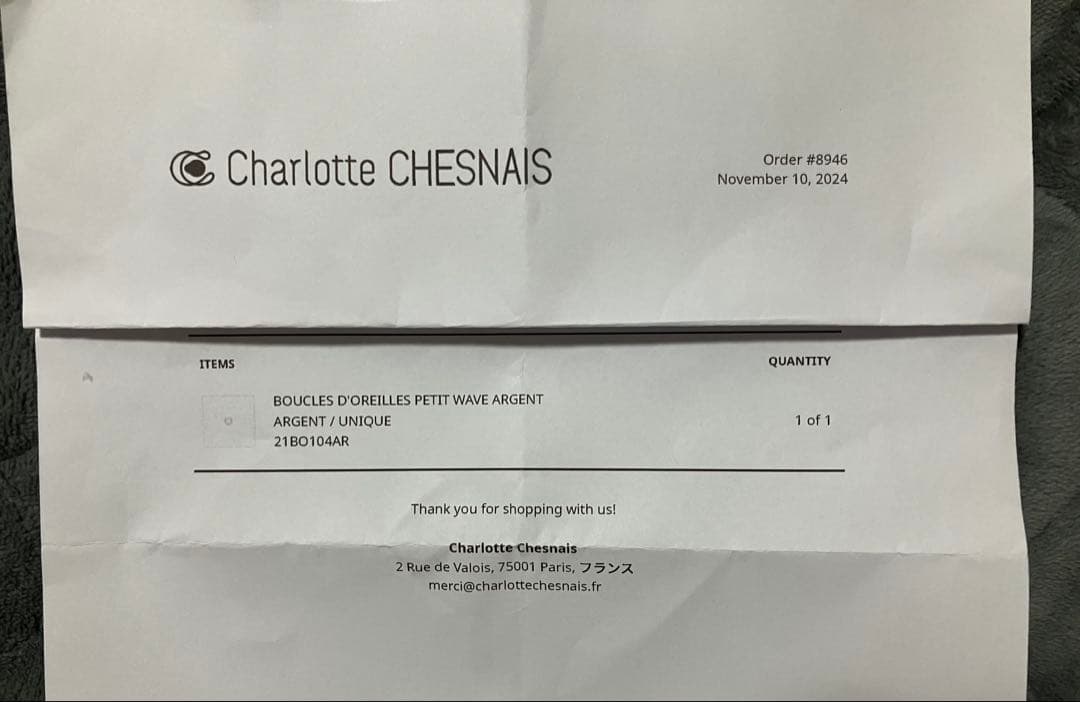 Charlotte CHESNAIS
Order #8946
November 10, 2024
ITEMS
QUANTITY
BOUCLES D'OREILLES PETIT WAVE ARGENT
ARGENT / UNIQUE
21BO104AR
1 of 1
Thank you for shopping with us!
Charlotte Chesnais
2 Rue de Valois, 75001 Paris, フランス
merci@charlottechesnais.fr